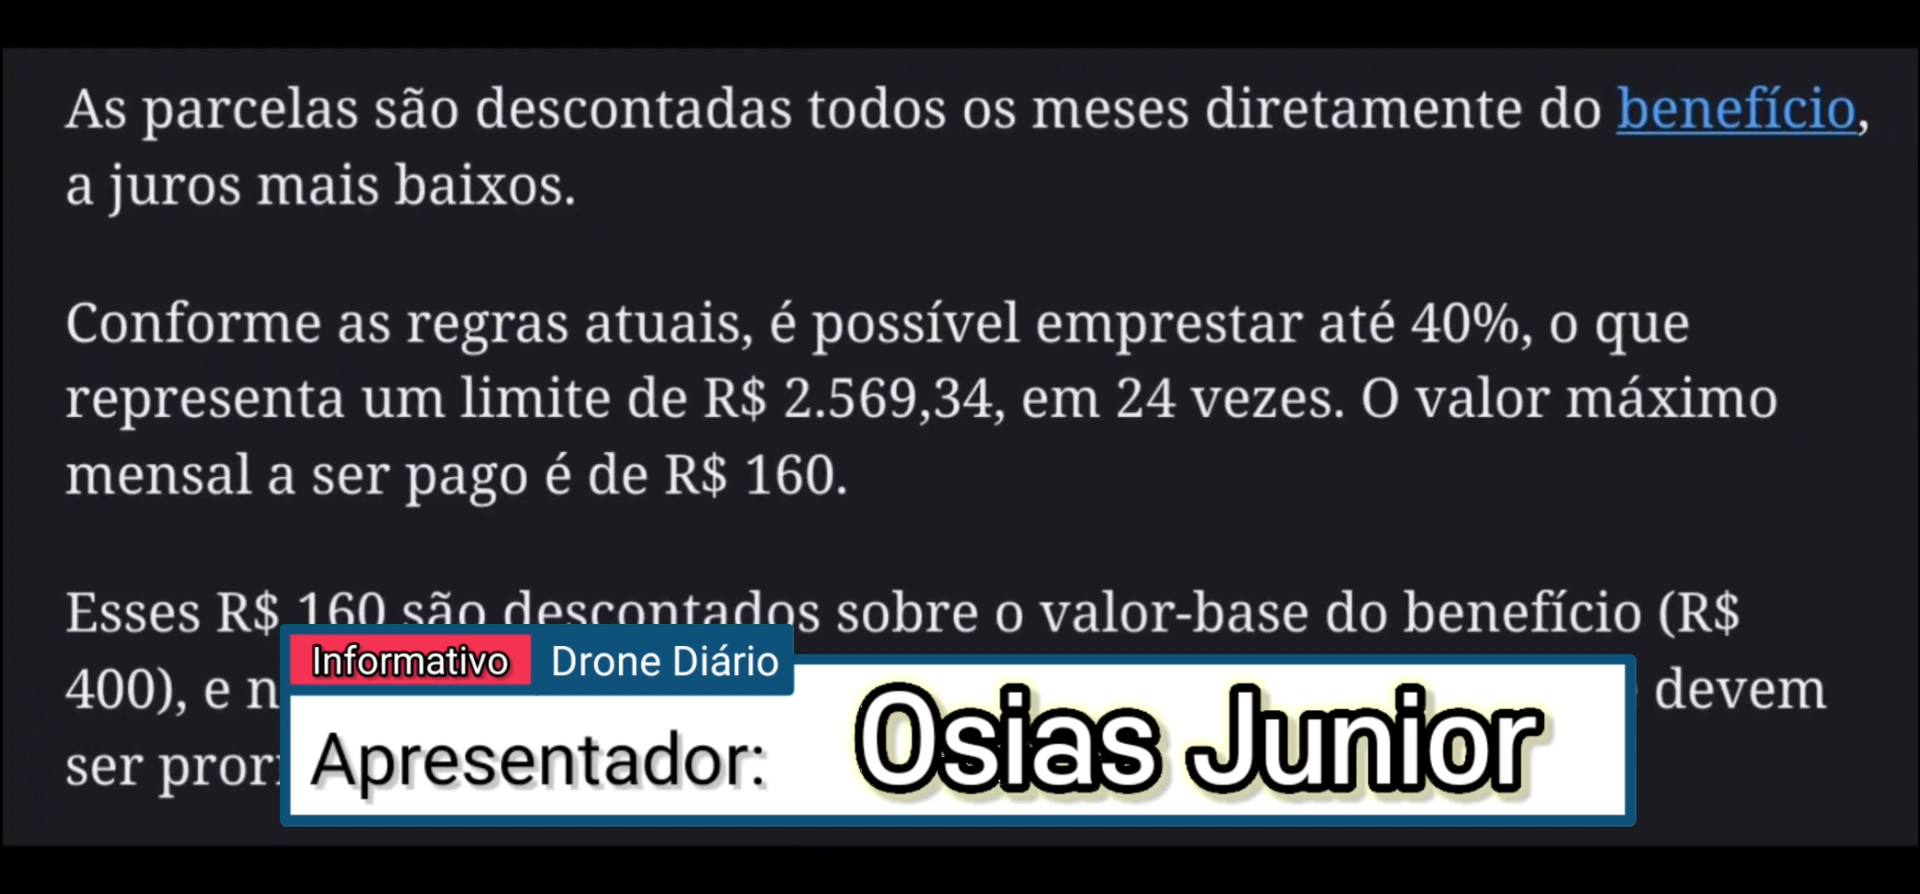 As parcelas são descontadas todos os meses diretamente do benefício,
a juros mais baixos.
Conforme as regras atuais, é possível emprestar até 40%, o que
representa um limite de R$ 2.569,34, em 24 vezes. O valor máximo
mensal a ser pago é de R$ 160.
Esses R$ 160 são descontados sobre o valor-base do benefício (R$
400), e devem
ser
Informativo Drone Diário
Apresentador: Osias Junior